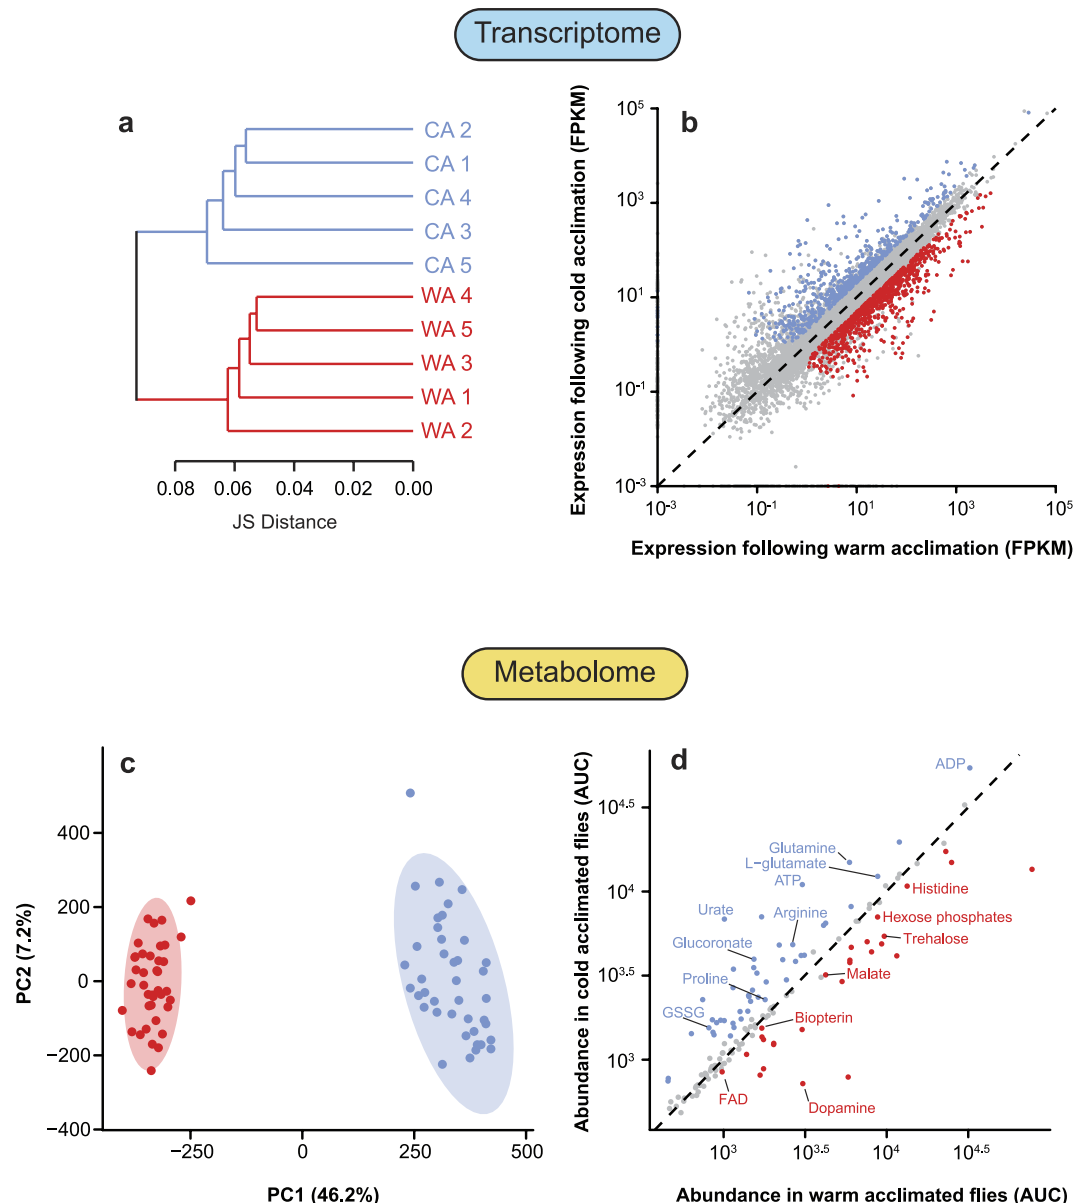 Transcriptome
a
CA 2
CA 1
CA 4
CA 3
CA 5
WA 4
WA 5
WA 3
WA 1
WA 2
0.08 0.06 0.04 0.02 0.00
JS Distance
b
Expression following cold acclimation (FPKM)
10^5
10^3
10^1
10^-1
10^-3
10^-3 10^-1 10^1 10^3 10^5
Expression following warm acclimation (FPKM)
Metabolome
c
PC2 (7.2%)
400
200
0
−200
−400
−250 0 250 500
PC1 (46.2%)
d
Abundance in cold acclimated flies (AUC)
10^4.5
10^4
10^3.5
10^3
ADP
Glutamine
L−glutamate
ATP
Histidine
Urate
Arginine
Hexose phosphates
Trehalose
Glucoronate
Malate
Proline
GSSG
Biopterin
FAD
Dopamine
10^3 10^3.5 10^4 10^4.5
Abundance in warm acclimated flies (AUC)